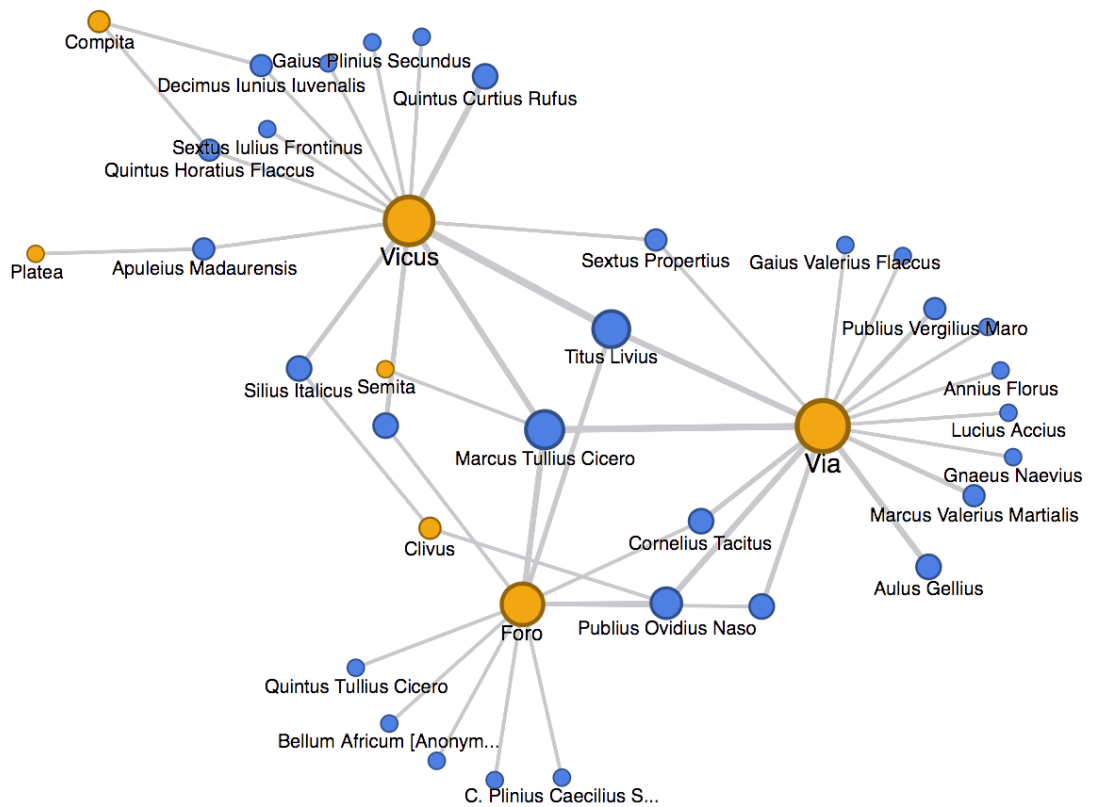 Compita
Gaius Plinius Secundus
Decimus Iunius Iuvenalis
Quintus Curtius Rufus
Sextus Iulius Frontinus
Quintus Horatius Flaccus
Vicus
Platea
Apuleius Madaurensis
Sextus Propertius
Gaius Valerius Flaccus
Publius Vergilius Maro
Titus Livius
Silius Italicus
Semita
Annius Florus
Lucius Accius
Marcus Tullius Cicero
Via
Gnaeus Naevius
Marcus Valerius Martialis
Clivus
Cornelius Tacitus
Aulus Gellius
Foro
Publius Ovidius Naso
Quintus Tullius Cicero
Bellum Africum [Anonym...
C. Plinius Caecilius S...